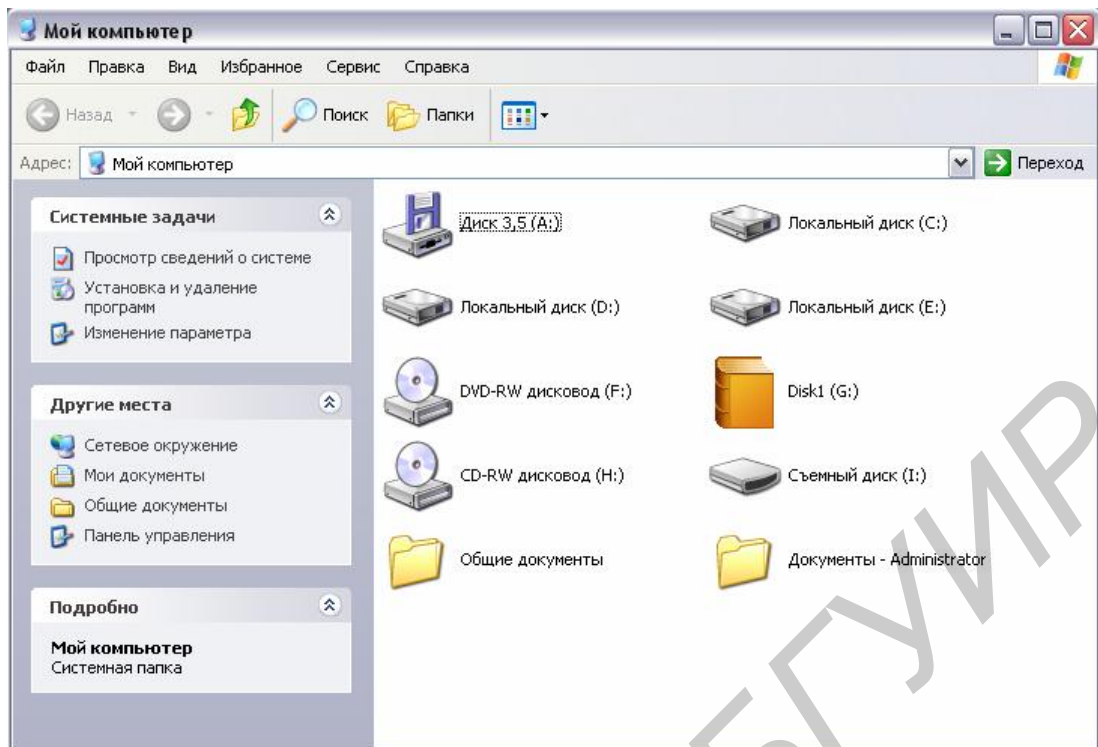 Мой компьютер
Файл Правка Вид Избранное Сервис Справка
Назад Поиск Папки
Адрес: Мой компьютер Переход
Системные задачи
Просмотр сведений о системе
Установка и удаление
программ
Изменение параметра
Другие места
Сетевое окружение
Мои документы
Общие документы
Панель управления
Подробно
Мой компьютер
Системная папка
Диск 3,5 (A:) Локальный диск (C:)
Локальный диск (D:) Локальный диск (E:)
DVD-RW дисковод (F:) Disk1 (G:)
CD-RW дисковод (H:) Съемный диск (I:)
Общие документы Документы - Administrator
БГУИР